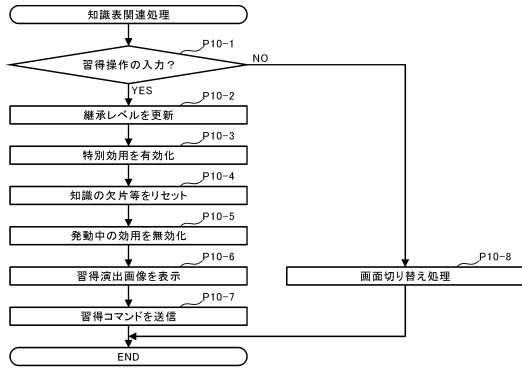 知識表関連処理
P10-1
習得操作の入力？
NO
YES
P10-2
継承レベルを更新
P10-3
特別効用を有効化
P10-4
知識の欠片等をリセット
P10-5
発動中の効用を無効化
P10-6
習得演出画像を表示
P10-8
画面切り替え処理
P10-7
習得コマンドを送信
END